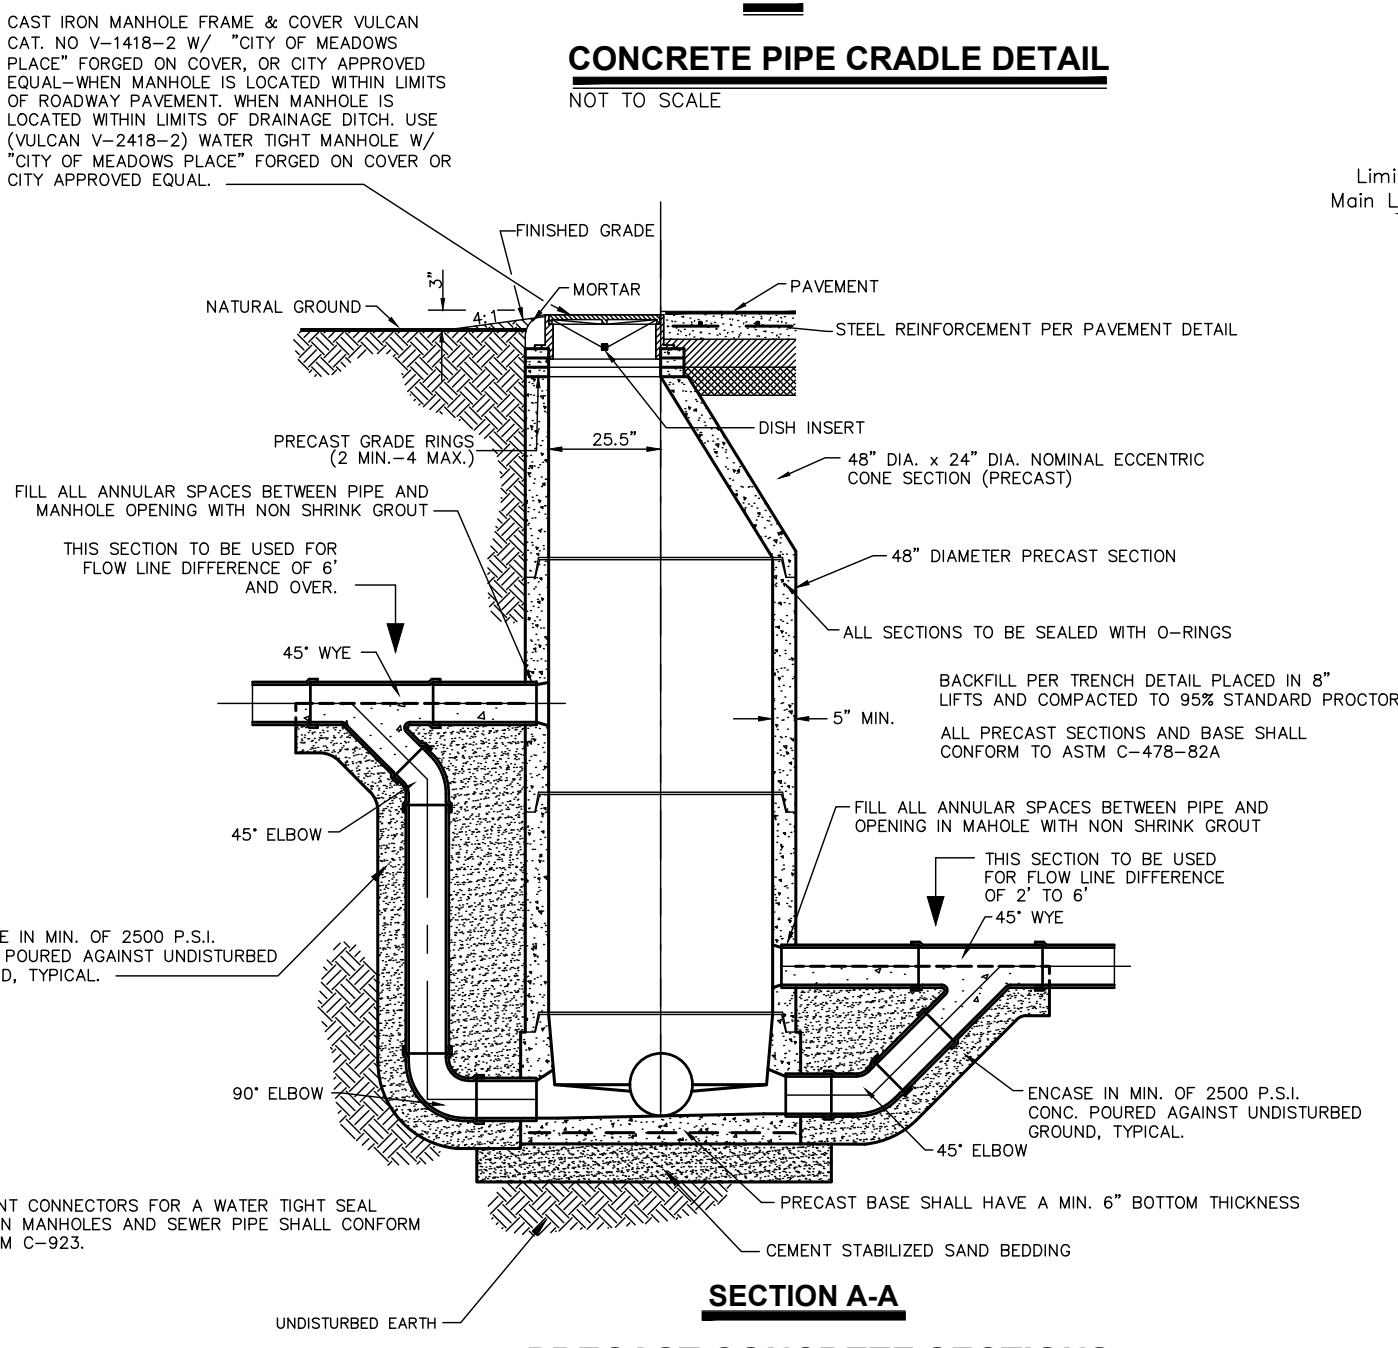 CAST IRON MANHOLE FRAME & COVER VULCAN
CAT. NO V-1418-2 W/ "CITY OF MEADOWS
PLACE" FORGED ON COVER, OR CITY APPROVED
EQUAL-WHEN MANHOLE IS LOCATED WITHIN LIMITS
OF ROADWAY PAVEMENT. WHEN MANHOLE IS
LOCATED WITHIN LIMITS OF DRAINAGE DITCH. USE
(VULCAN V-2418-2) WATER TIGHT MANHOLE W/
"CITY OF MEADOWS PLACE" FORGED ON COVER OR
CITY APPROVED EQUAL.
CONCRETE PIPE CRADLE DETAIL
NOT TO SCALE
Limi
Main L
FINISHED GRADE
3"
MORTAR
PAVEMENT
NATURAL GROUND
4:1
STEEL REINFORCEMENT PER PAVEMENT DETAIL
DISH INSERT
PRECAST GRADE RINGS
(2 MIN.-4 MAX.)
25.5"
48" DIA. x 24" DIA. NOMINAL ECCENTRIC
CONE SECTION (PRECAST)
FILL ALL ANNULAR SPACES BETWEEN PIPE AND
MANHOLE OPENING WITH NON SHRINK GROUT
THIS SECTION TO BE USED FOR
FLOW LINE DIFFERENCE OF 6'
AND OVER.
48" DIAMETER PRECAST SECTION
ALL SECTIONS TO BE SEALED WITH O-RINGS
45° WYE
BACKFILL PER TRENCH DETAIL PLACED IN 8"
LIFTS AND COMPACTED TO 95% STANDARD PROCTOR
5" MIN.
ALL PRECAST SECTIONS AND BASE SHALL
CONFORM TO ASTM C-478-82A
45° ELBOW
FILL ALL ANNULAR SPACES BETWEEN PIPE AND
OPENING IN MAHOLE WITH NON SHRINK GROUT
THIS SECTION TO BE USED
FOR FLOW LINE DIFFERENCE
OF 2' TO 6'
45° WYE
E IN MIN. OF 2500 P.S.I.
POURED AGAINST UNDISTURBED
D, TYPICAL.
90° ELBOW
ENCASE IN MIN. OF 2500 P.S.I.
CONC. POURED AGAINST UNDISTURBED
GROUND, TYPICAL.
45° ELBOW
NT CONNECTORS FOR A WATER TIGHT SEAL
N MANHOLES AND SEWER PIPE SHALL CONFORM
M C-923.
PRECAST BASE SHALL HAVE A MIN. 6" BOTTOM THICKNESS
CEMENT STABILIZED SAND BEDDING
SECTION A-A
UNDISTURBED EARTH
PRECAST CONCRETE SECTIONS